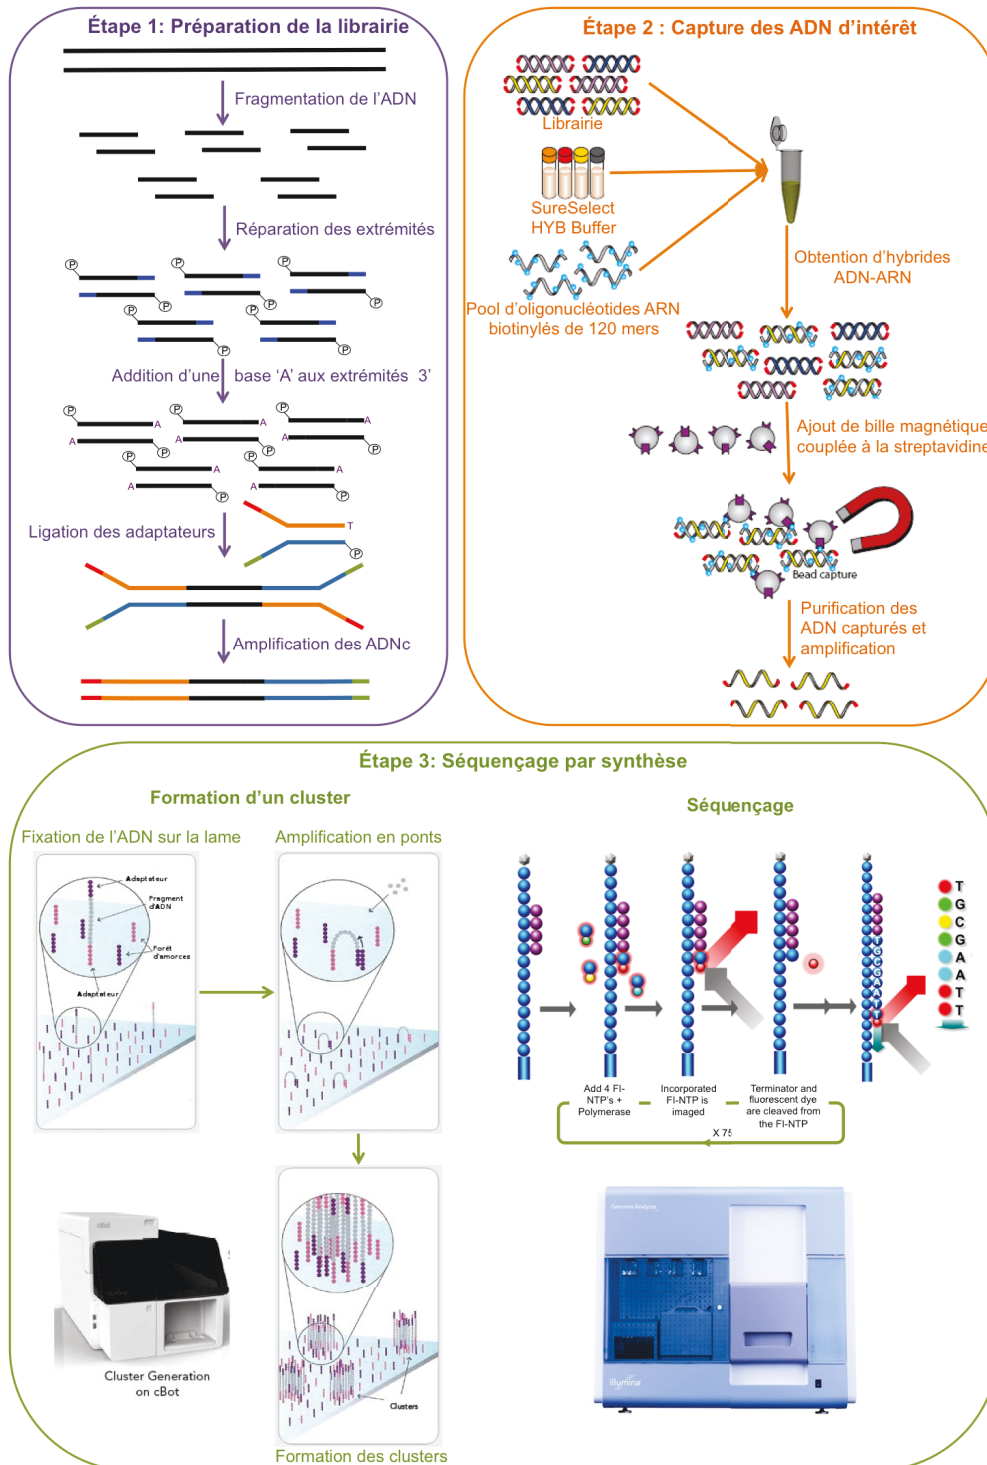 Étape 1: Préparation de la librairie
Fragmentation de l'ADN
Réparation des extrémités
P P P
P P P
P P
P P
Addition d'une base 'A' aux extrémités 3'
P A P A P A
A P A P A P
P A P A
A P A P
Ligation des adaptateurs
T
P
Amplification des ADNc
Étape 2 : Capture des ADN d'intérêt
Librairie
SureSelect
HYB Buffer
Pool d'oligonucléotides ARN
biotinylés de 120 mers
Obtention d'hybrides
ADN-ARN
Ajout de bille magnétique
couplée à la streptavidine
Bead capture
Purification des
ADN capturés et
amplification
Étape 3: Séquençage par synthèse
Formation d'un cluster
Fixation de l'ADN sur la lame
Adaptateur
Fragment
d'ADN
Forêt
d'amorces
Adaptateur
Amplification en ponts
Cluster Generation
on cBot
Clusters
Formation des clusters
Séquençage
T
G
C
G
A
A
T
T
TGCGAATT
Add 4 Fl-
NTP's +
Polymerase
Incorporated
Fl-NTP is
imaged
Terminator and
fluorescent dye
are cleaved from
the Fl-NTP
X 75
Genome Analyzer
illumina